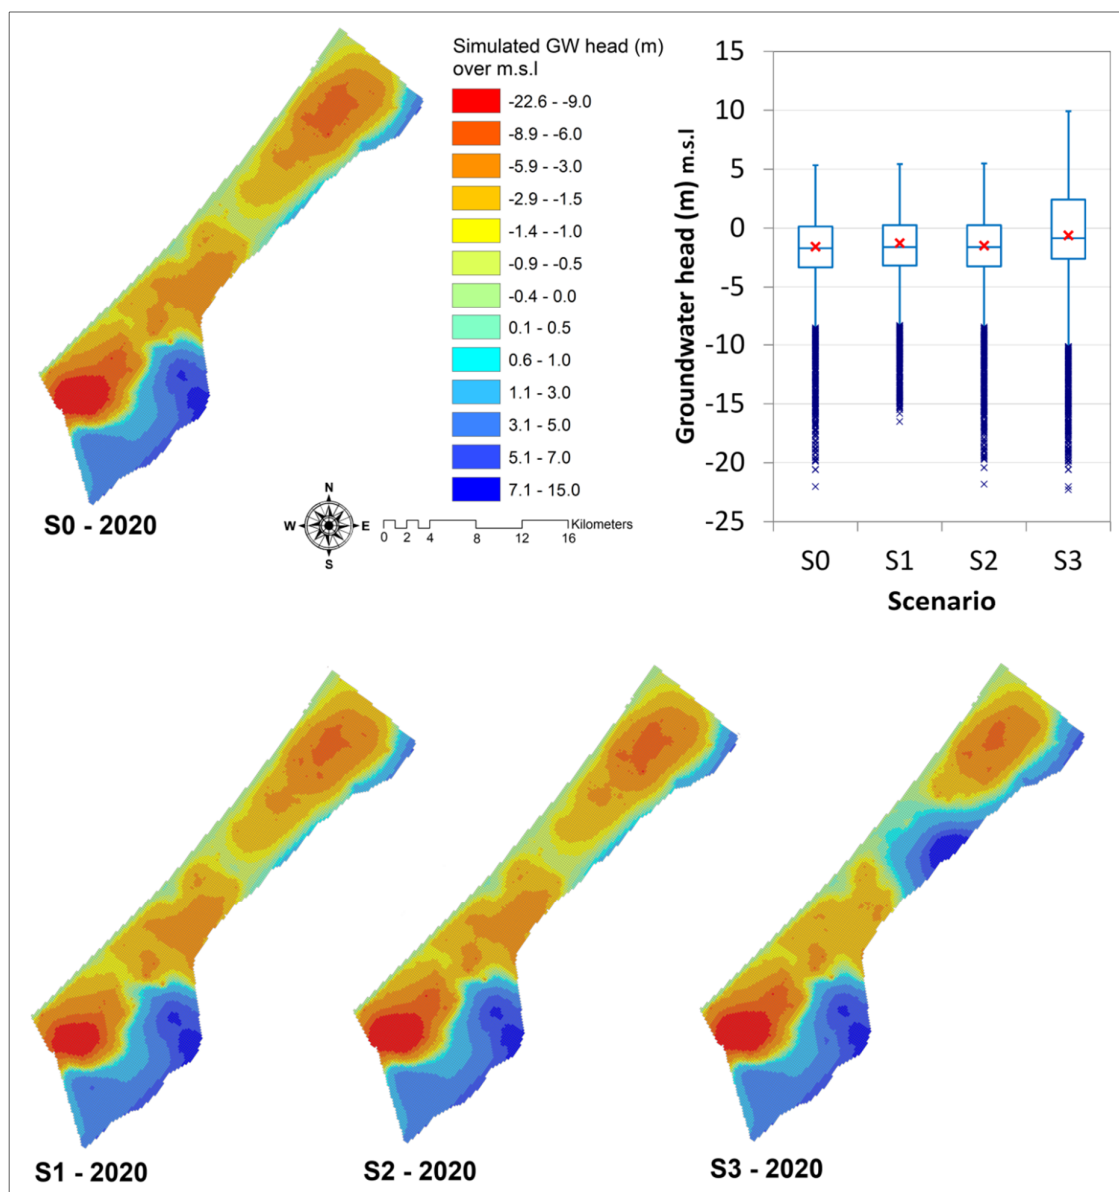 Simulated GW head (m)
over m.s.l
-22.6 - -9.0
-8.9 - -6.0
-5.9 - -3.0
-2.9 - -1.5
-1.4 - -1.0
-0.9 - -0.5
-0.4 - 0.0
0.1 - 0.5
0.6 - 1.0
1.1 - 3.0
3.1 - 5.0
5.1 - 7.0
7.1 - 15.0
S0 - 2020
N
W E
S
Kilometers
0 2 4 8 12 16
Groundwater head (m) m.s.l
15
10
5
0
-5
-10
-15
-20
-25
S0 S1 S2 S3
Scenario
S1 - 2020
S2 - 2020
S3 - 2020